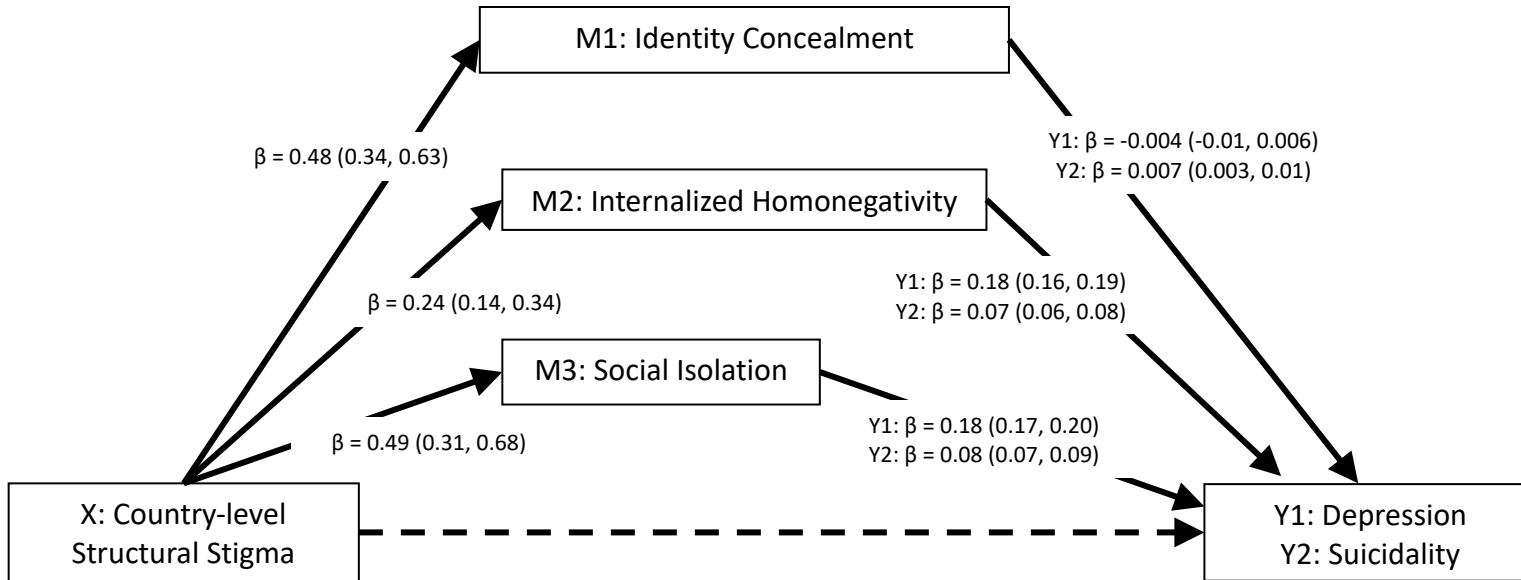 M1: Identity Concealment
β = 0.48 (0.34, 0.63)
Y1: β = -0.004 (-0.01, 0.006)
Y2: β = 0.007 (0.003, 0.01)
M2: Internalized Homonegativity
β = 0.24 (0.14, 0.34)
Y1: β = 0.18 (0.16, 0.19)
Y2: β = 0.07 (0.06, 0.08)
M3: Social Isolation
β = 0.49 (0.31, 0.68)
Y1: β = 0.18 (0.17, 0.20)
Y2: β = 0.08 (0.07, 0.09)
X: Country-level
Structural Stigma
Y1: Depression
Y2: Suicidality